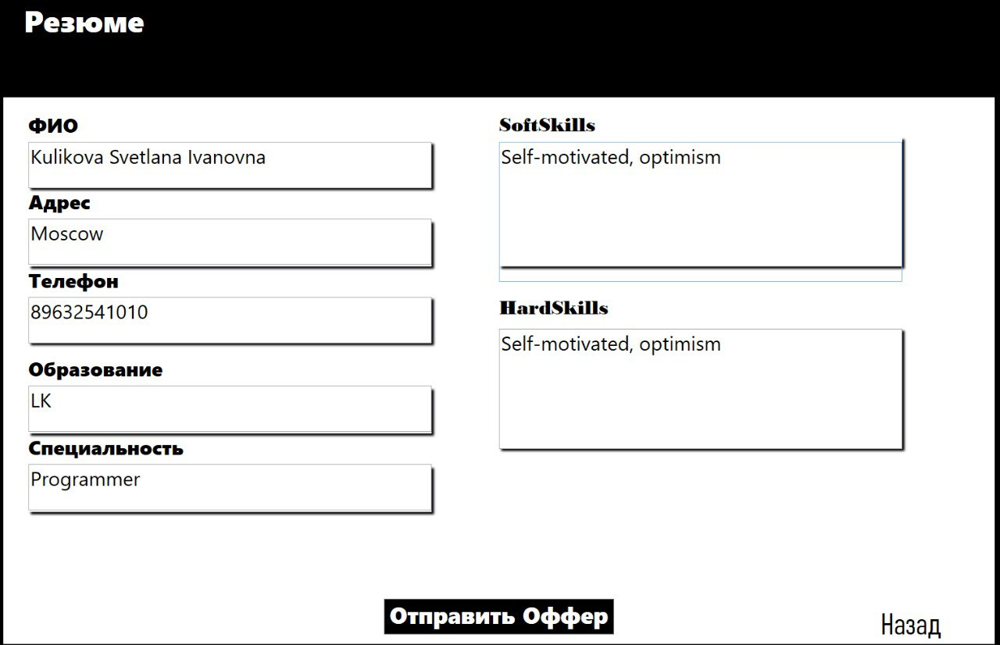 Резюме
ФИО
Kulikova Svetlana Ivanovna
Адрес
Moscow
Телефон
89632541010
Образование
LK
Специальность
Programmer
SoftSkills
Self-motivated, optimism
HardSkills
Self-motivated, optimism
Отправить Оффер
Назад